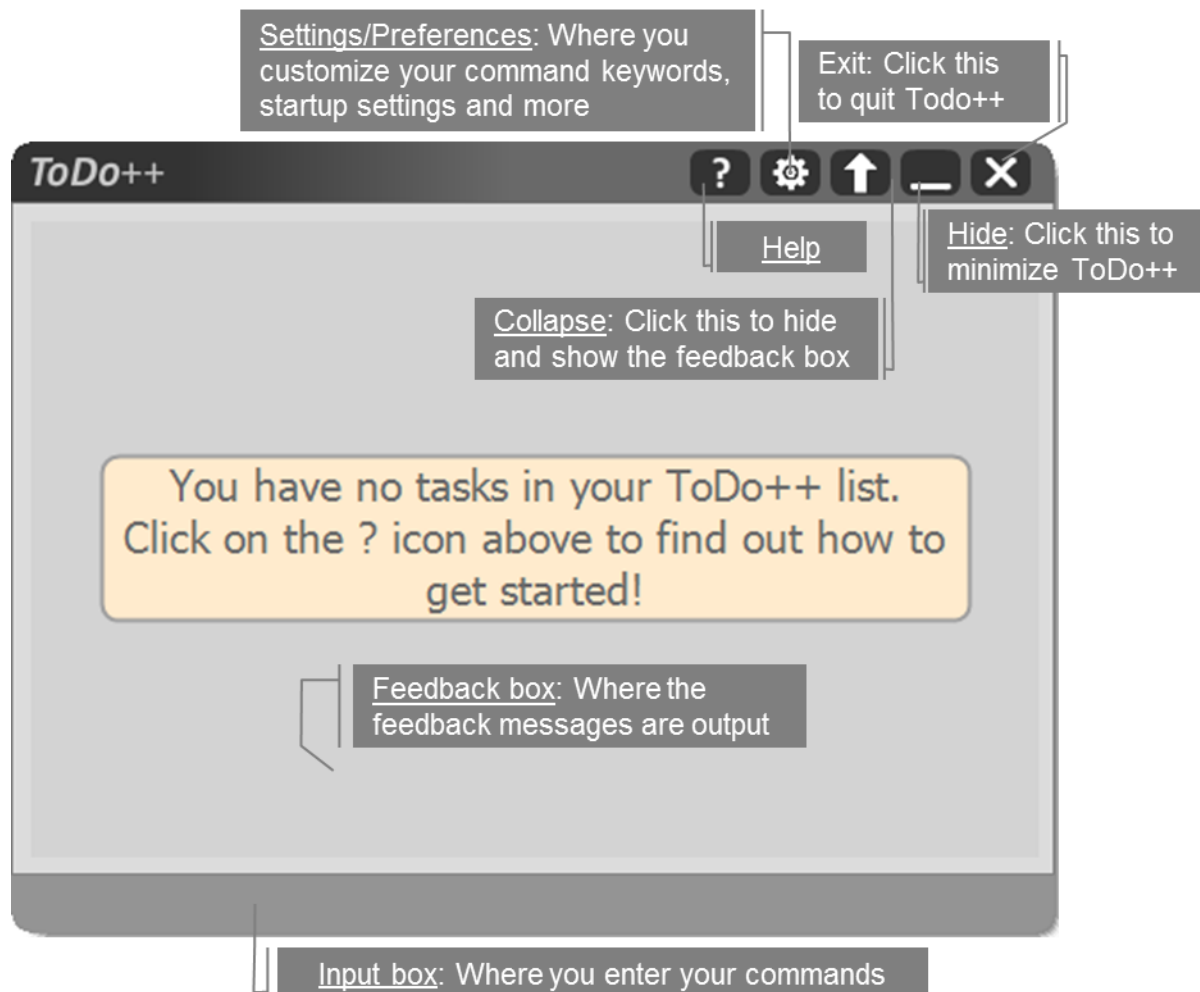 Settings/Preferences: Where you
customize your command keywords,
startup settings and more
Exit: Click this
to quit Todo++
ToDo++
?
Help
Hide: Click this to
minimize ToDo++
Collapse: Click this to hide
and show the feedback box
You have no tasks in your ToDo++ list.
Click on the ? icon above to find out how to
get started!
Feedback box: Where the
feedback messages are output
Input box: Where you enter your commands